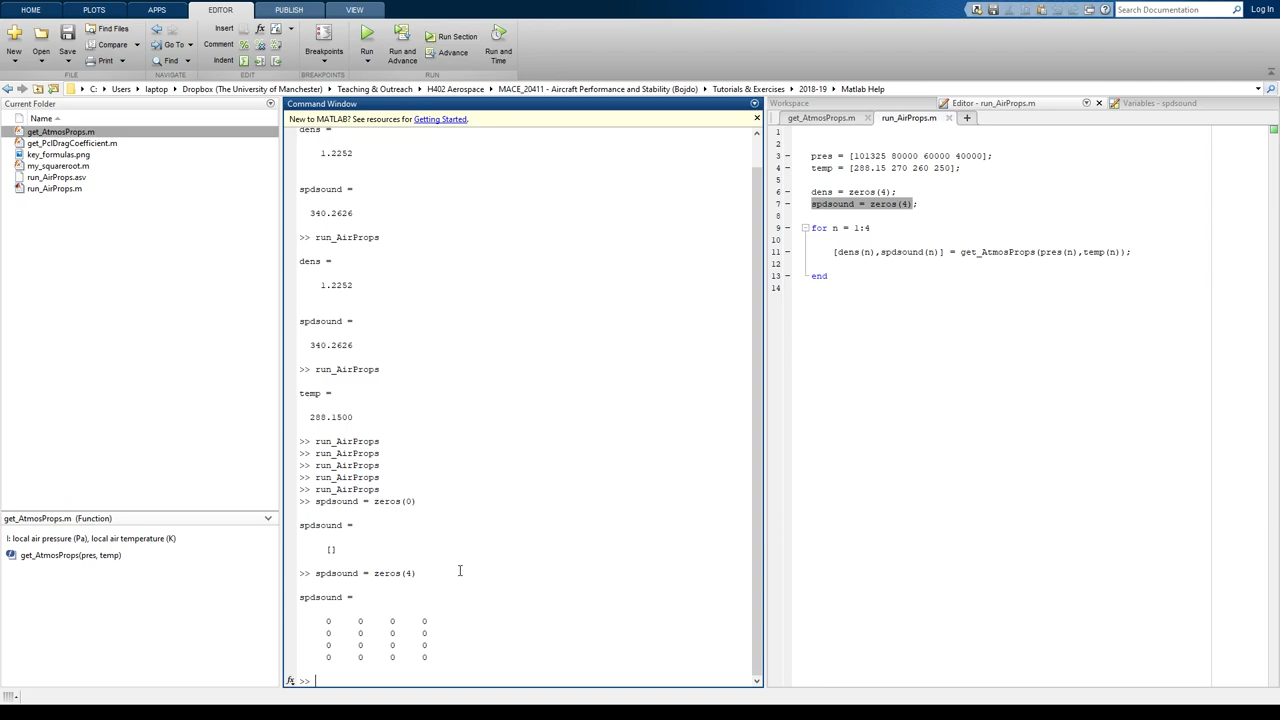 HOME PLOTS APPS EDITOR PUBLISH VIEW Search Documentation Log In
New Open Save Find Files Compare Print
Go To Find
Insert fx Comment Indent
Breakpoints Run Run and Advance Run Section Advance Run and Time
FILE NAVIGATE EDIT BREAKPOINTS RUN
C: Users laptop Dropbox (The University of Manchester) Teaching & Outreach H402 Aerospace MACE_20411 - Aircraft Performance and Stability (Bojdo) Tutorials & Exercises 2018-19 Matlab Help
Current Folder
Name
get_AtmosProps.m
get_PclDragCoefficient.m
key_formulas.png
my_squareroot.m
run_AirProps.asv
run_AirProps.m
get_AtmosProps.m (Function)
I: local air pressure (Pa), local air temperature (K)
get_AtmosProps(pres, temp)
Command Window
New to MATLAB? See resources for Getting Started.
dens =
1.2252
spdsound =
340.2626
>> run_AirProps
dens =
1.2252
spdsound =
340.2626
>> run_AirProps
temp =
288.1500
>> run_AirProps
>> run_AirProps
>> run_AirProps
>> run_AirProps
>> run_AirProps
>> spdsound = zeros(0)
spdsound =
[]
>> spdsound = zeros(4)
spdsound =
0 0 0 0
0 0 0 0
0 0 0 0
0 0 0 0
fx >>
Workspace
Editor - run_AirProps.m
Variables - spdsound
get_AtmosProps.m run_AirProps.m
1
2
3 pres = [101325 80000 60000 40000];
4 temp = [288.15 270 260 250];
5
6 dens = zeros(4);
7 spdsound = zeros(4);
8
9 for n = 1:4
10
11 [dens(n),spdsound(n)] = get_AtmosProps(pres(n),temp(n));
12
13 end
14